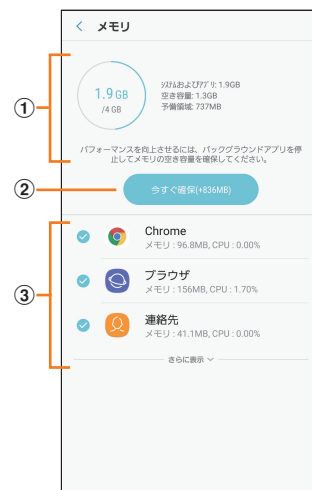 メモリ
1.9 GB
/4 GB
システムおよびアプリ: 1.9GB
空き容量: 1.3GB
予備領域: 737MB
パフォーマンスを向上させるには、バックグラウンドアプリを停
止してメモリの空き容量を確保してください。
今すぐ確保(+836MB)
Chrome
メモリ : 96.8MB, CPU : 0.00%
ブラウザ
メモリ : 156MB, CPU : 1.70%
連絡先
メモリ : 41.1MB, CPU : 0.00%
さらに表示
①
②
③